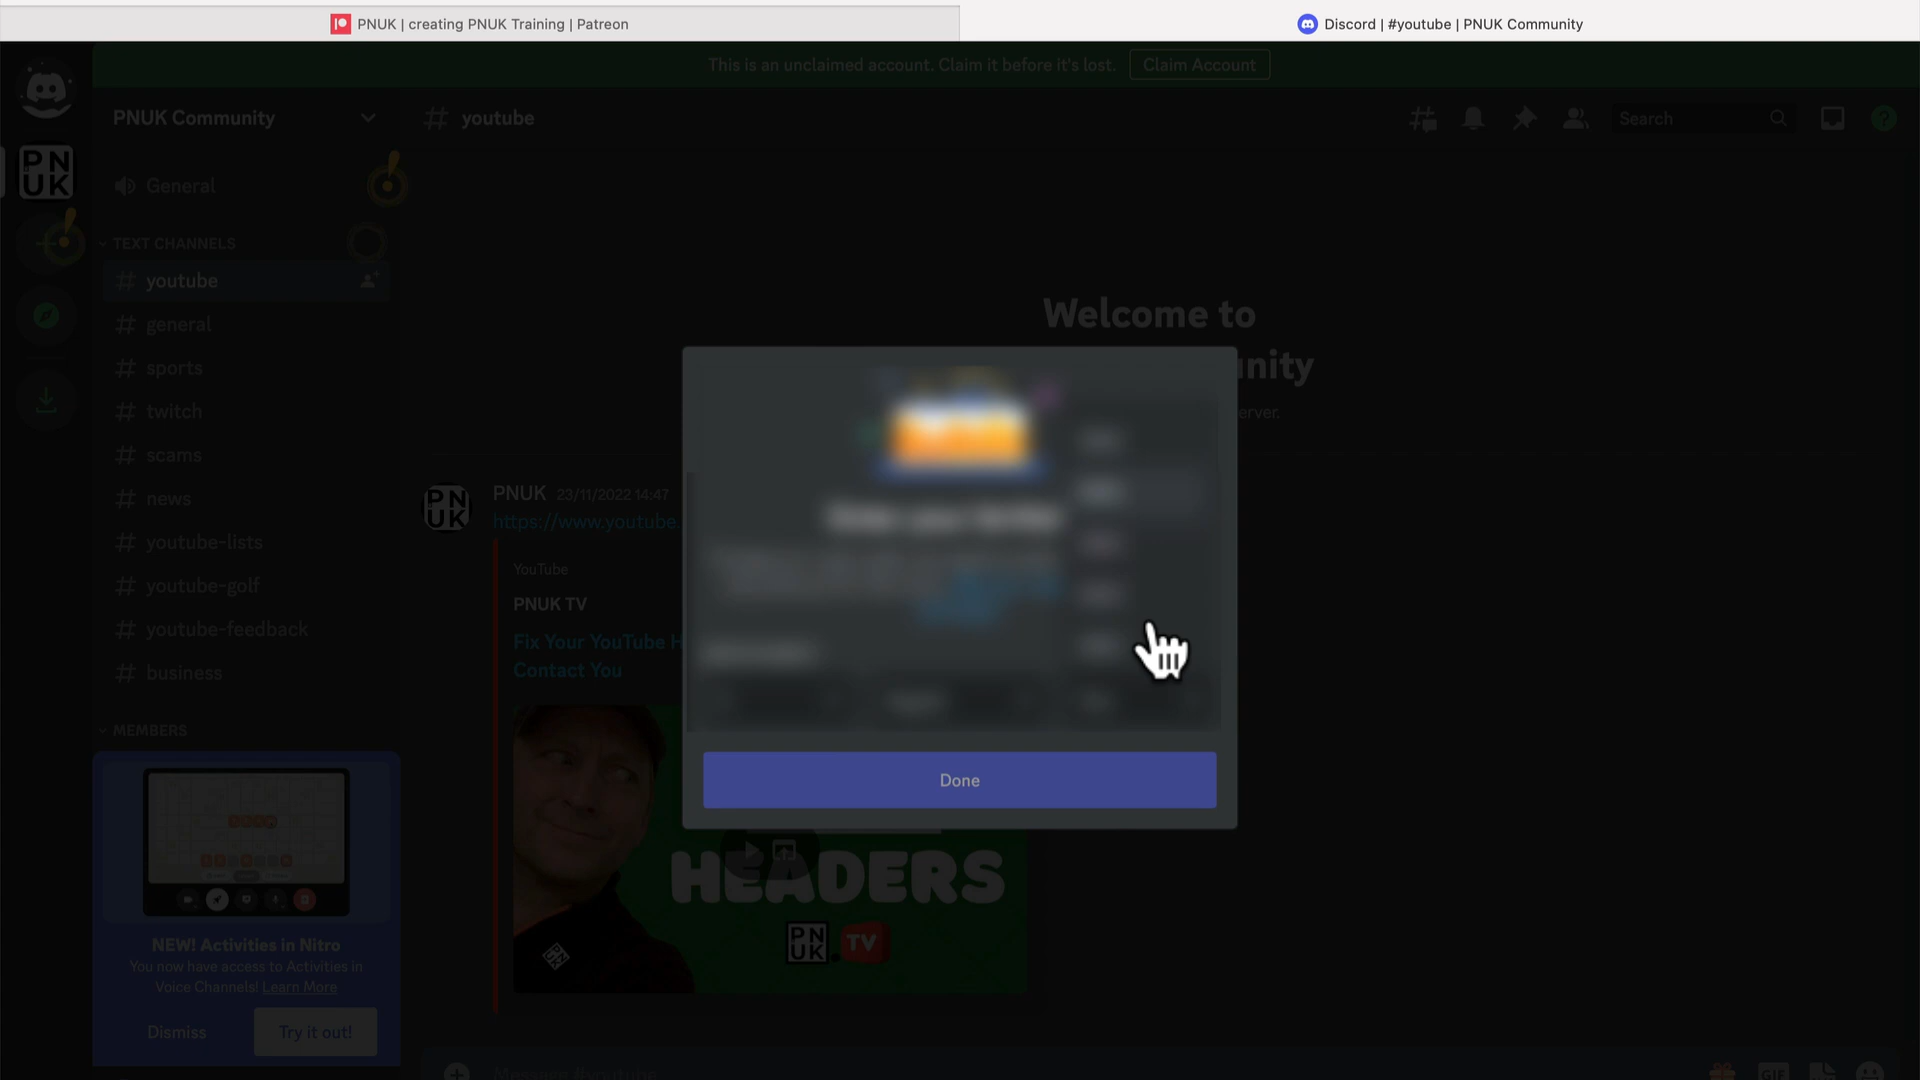 PNUK | creating PNUK Training | Patreon
Discord | #youtube | PNUK Community
This is an unclaimed account. Claim it before it's lost.
Claim Account
PNUK Community
youtube
Search
General
TEXT CHANNELS
youtube
general
sports
twitch
scams
news
youtube-lists
youtube-golf
youtube-feedback
business
MEMBERS
NEW! Activities in Nitro
You now have access to Activities in
Voice Channels! Learn More
Dismiss
Try it out!
Welcome to
PNUK 23/11/2022 14:47
https://www.youtube.
YouTube
PNUK TV
Fix Your YouTube H
Contact You
HEADERS
PN
UK
TV
Done
Message #youtube
GIF